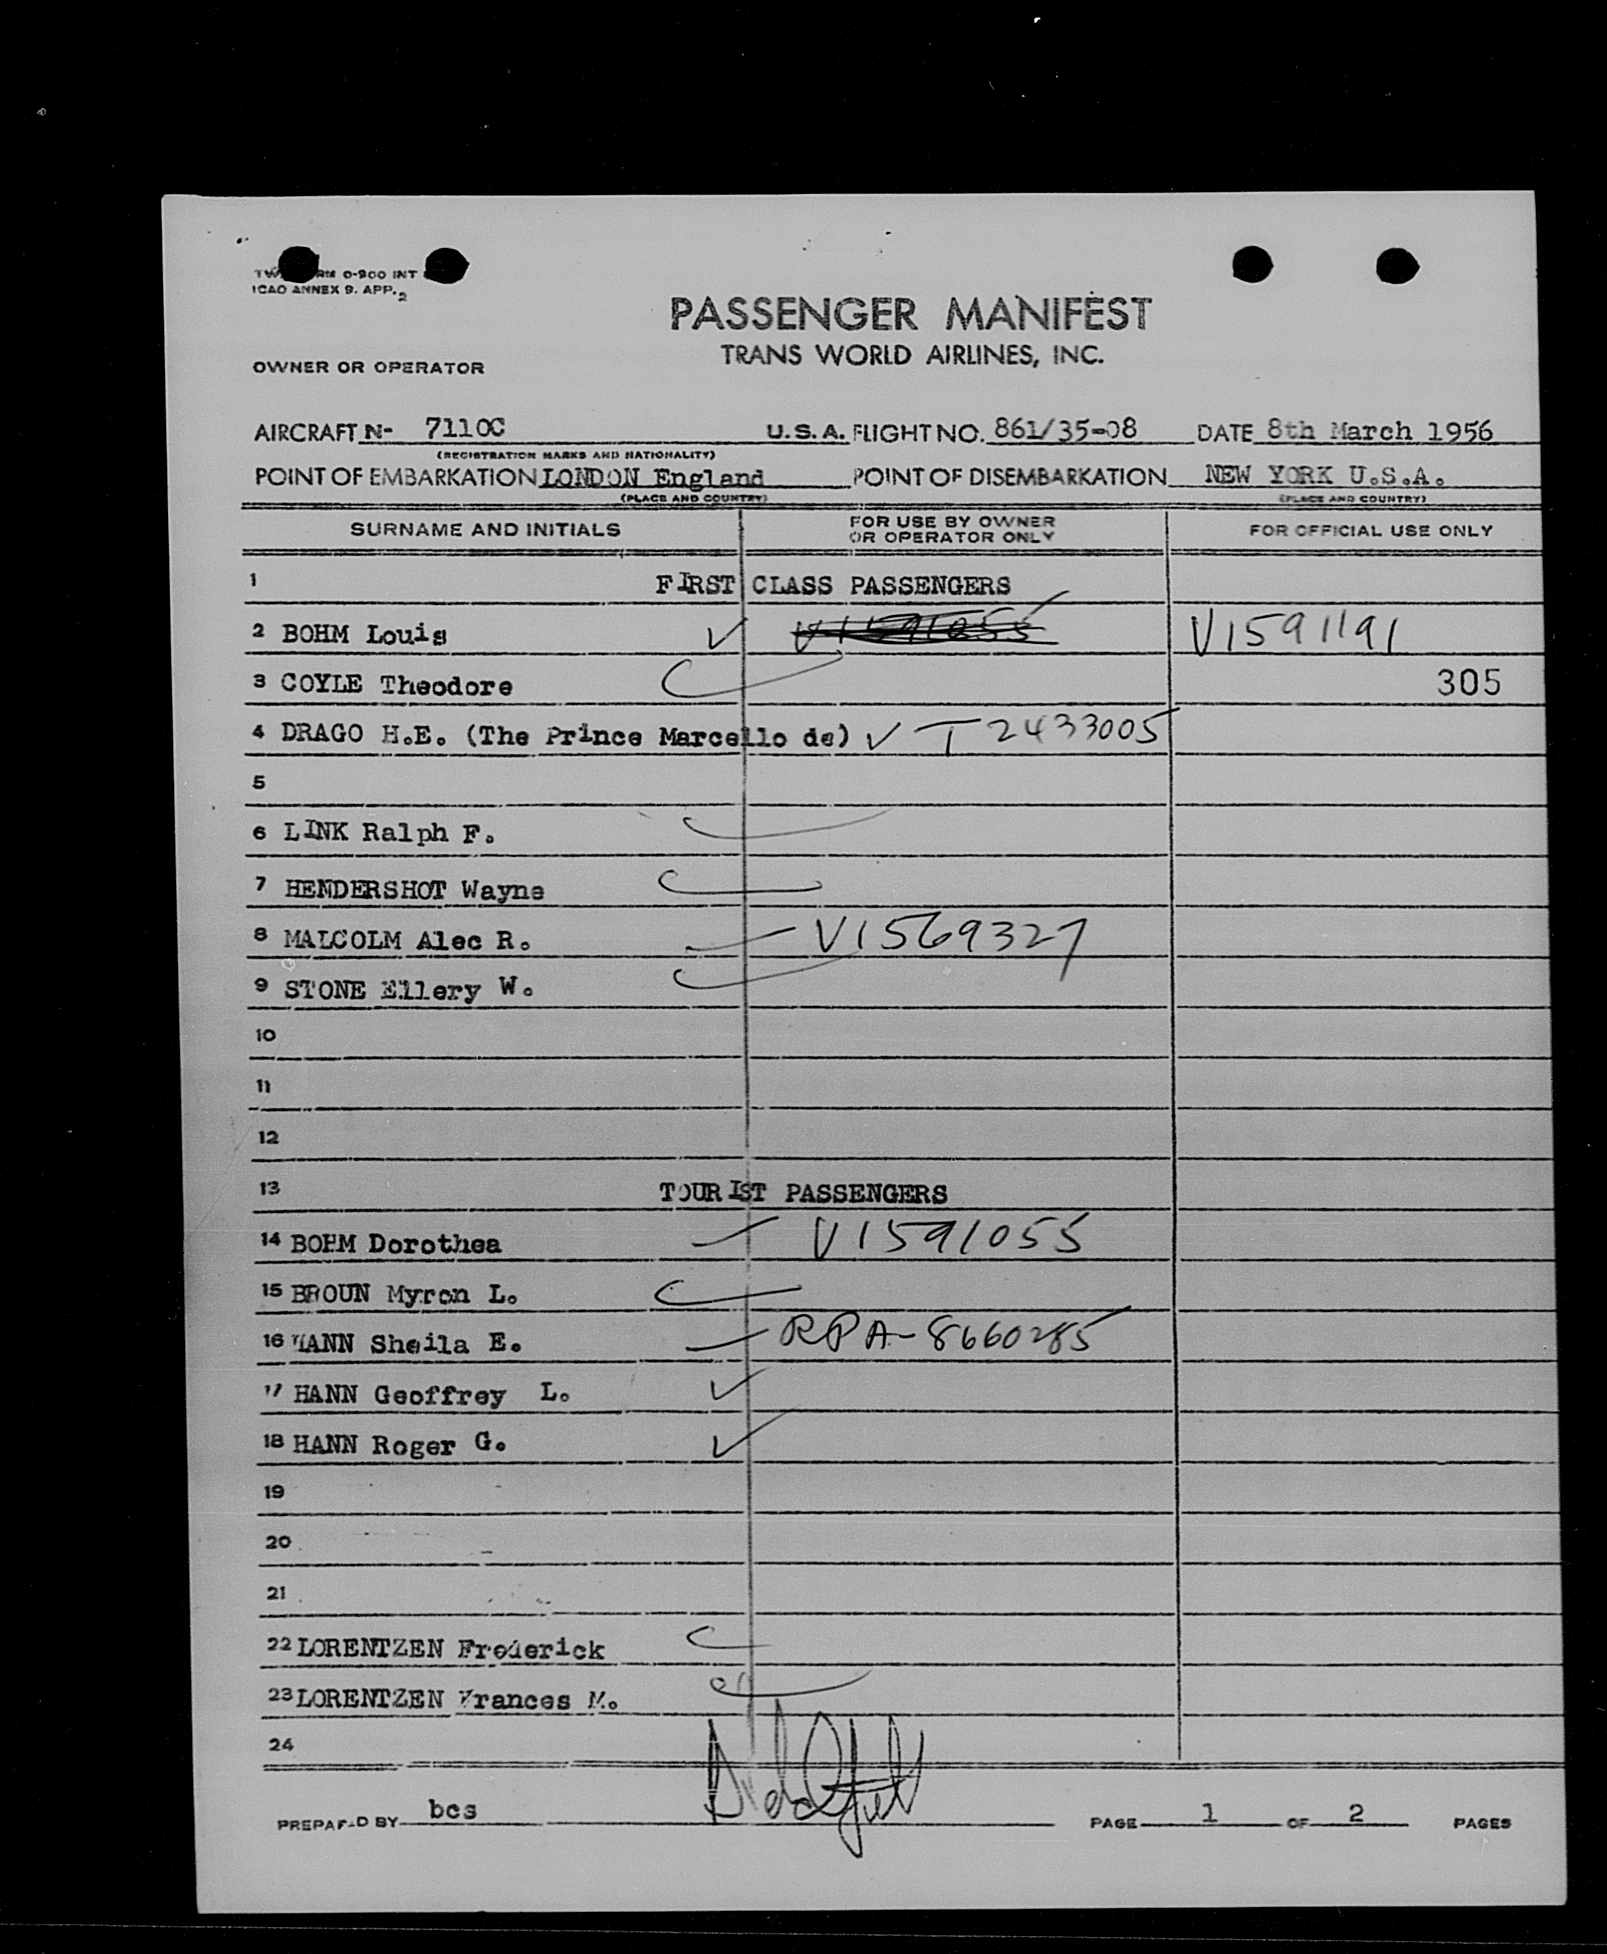 TWA FORM 0-900 INT
ICAO ANNEX 9. APP. 2
PASSENGER MANIFEST
TRANS WORLD AIRLINES, INC.
OWNER OR OPERATOR
AIRCRAFT N- 7110C U.S.A. FLIGHT NO. 861/35-08 DATE 8th March 1956
(REGISTRATION MARKS AND NATIONALITY)
POINT OF EMBARKATION LONDON England POINT OF DISEMBARKATION NEW YORK U.S.A.
(PLACE AND COUNTRY) (PLACE AND COUNTRY)
SURNAME AND INITIALS FOR USE BY OWNER OR OPERATOR ONLY FOR OFFICIAL USE ONLY
1 FIRST CLASS PASSENGERS
2 BOHM Louis ✓ V1591055 V1591191
3 COYLE Theodore 305
4 DRAGO H.E. (The Prince Marcello de) ✓ T2433005
5
6 LINK Ralph F.
7 HENDERSHOT Wayne
8 MALCOLM Alec R. V1569327
9 STONE Ellery W.
10
11
12
13 TOURIST PASSENGERS
14 BOHM Dorothea V1591055
15 BROUN Myron L.
16 HANN Sheila E. RPA-8660285
17 HANN Geoffrey L. ✓
18 HANN Roger G. ✓
19
20
21
22 LORENTZEN Frederick
23 LORENTZEN Frances M.
24
PREPARED BY bcs PAGE 1 OF 2 PAGES